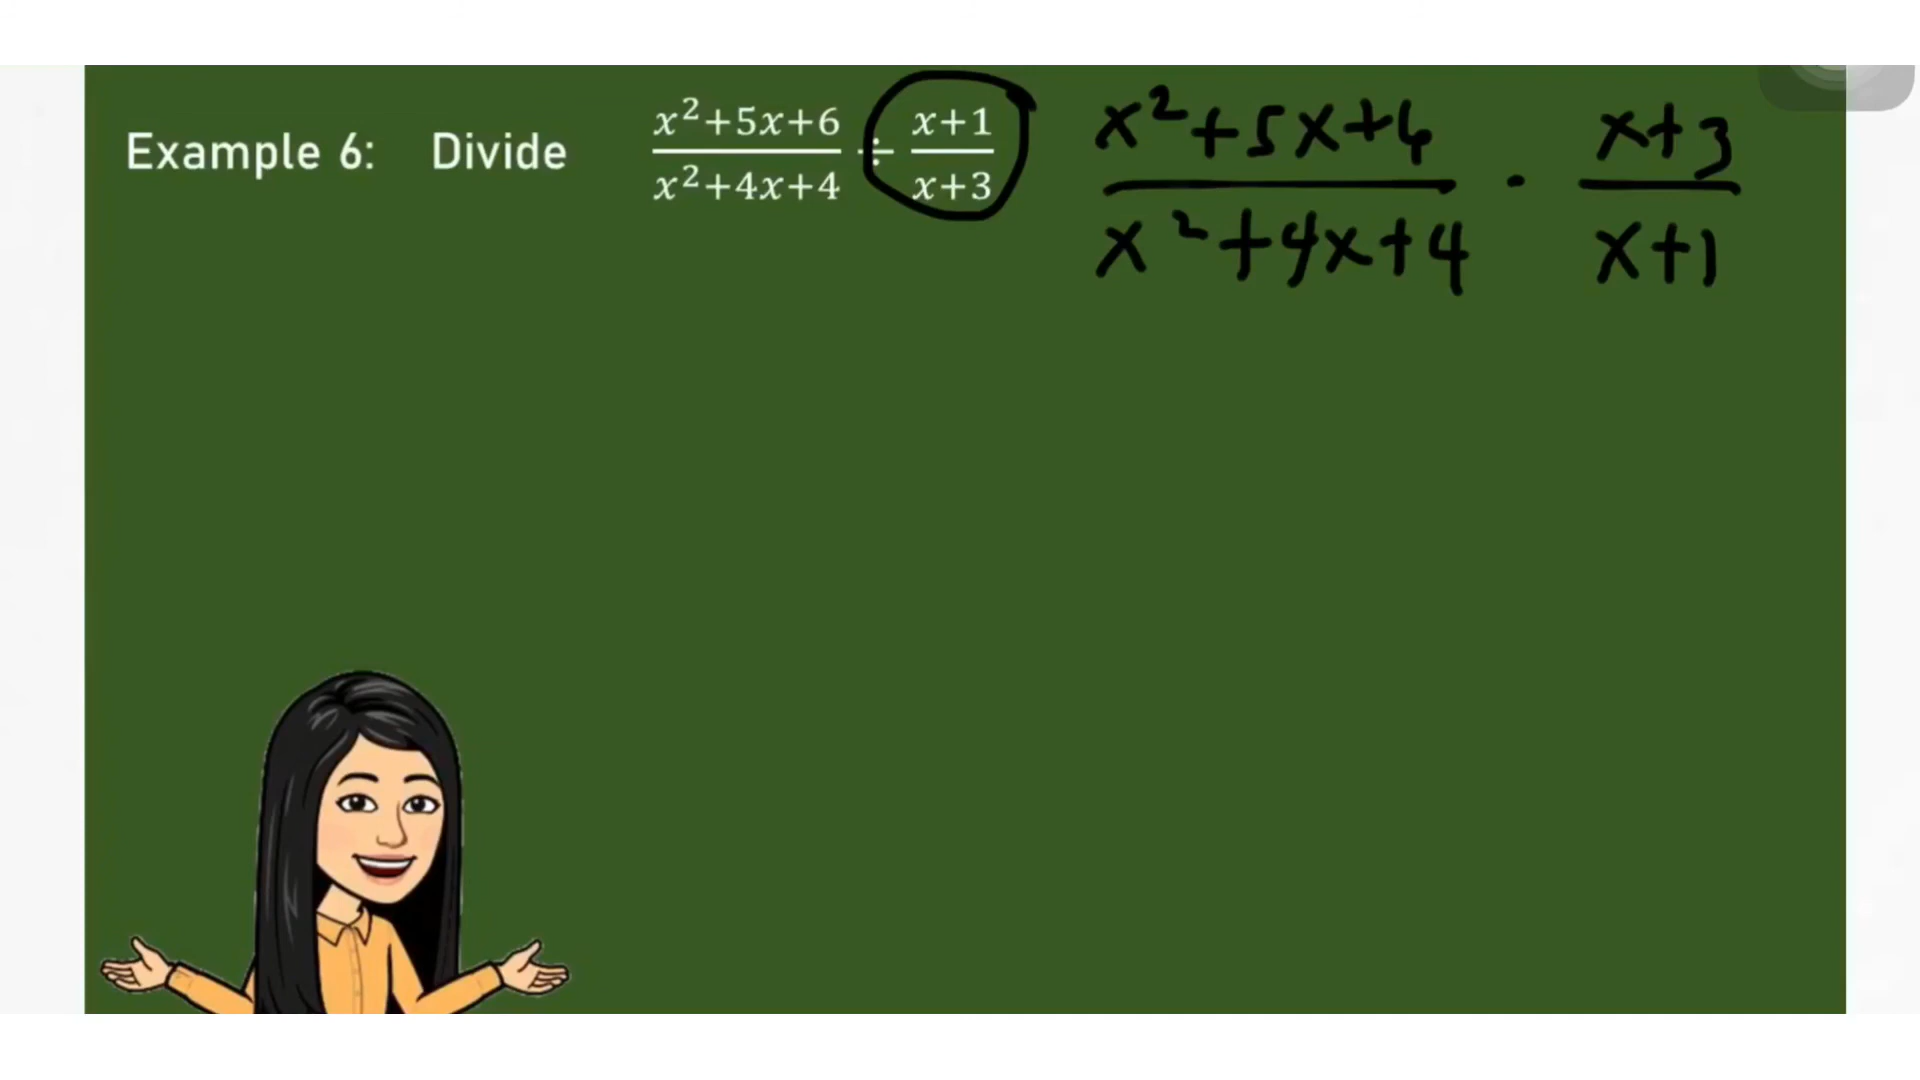 Example 6: Divide x²+5x+6 / x²+4x+4 ÷ x+1 / x+3
x²+5x+6 / x²+4x+4 · x+3 / x+1